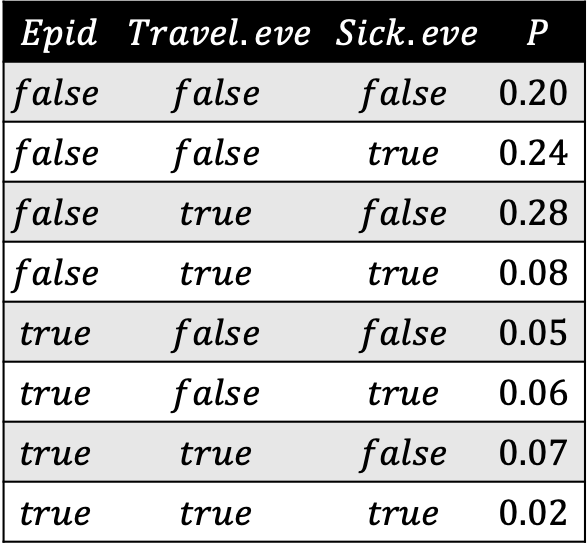 Epid Travel.eve Sick.eve P
false false false 0.20
false false true 0.24
false true false 0.28
false true true 0.08
true false false 0.05
true false true 0.06
true true false 0.07
true true true 0.02